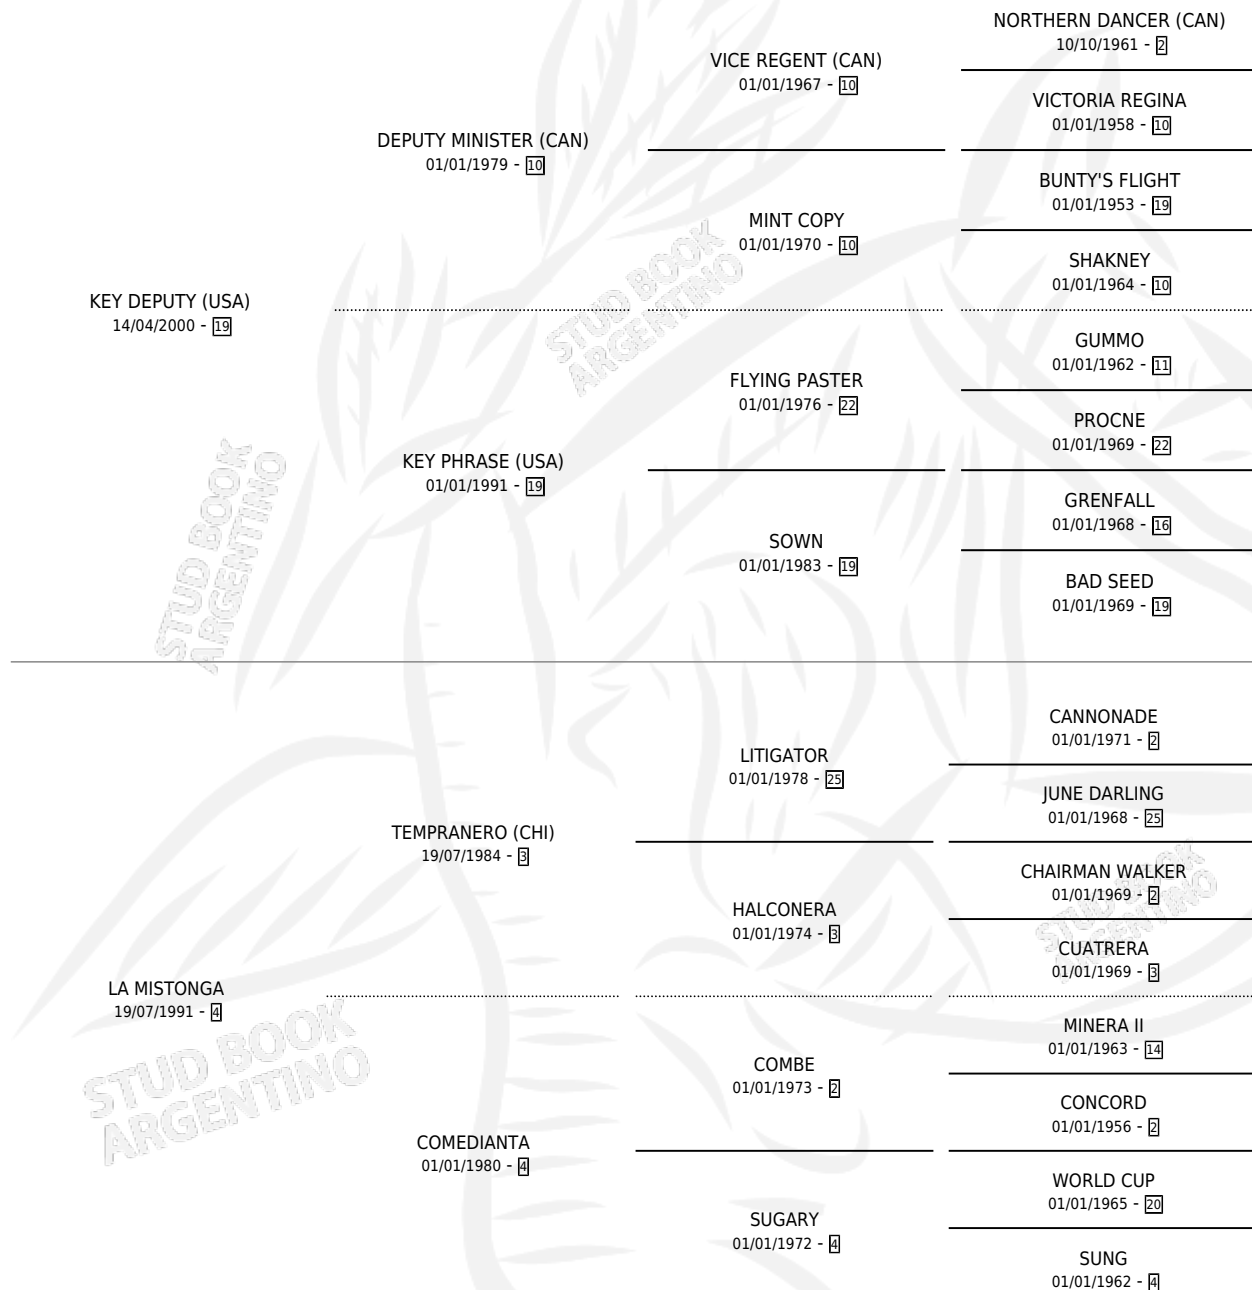 NORTHERN DANCER (CAN)
10/10/1961 - 2
VICE REGENT (CAN)
01/01/1967 - 10
VICTORIA REGINA
01/01/1958 - 10
DEPUTY MINISTER (CAN)
01/01/1979 - 10
BUNTY'S FLIGHT
01/01/1953 - 19
MINT COPY
01/01/1970 - 10
SHAKNEY
01/01/1964 - 10
KEY DEPUTY (USA)
14/04/2000 - 19
GUMMO
01/01/1962 - 11
FLYING PASTER
01/01/1976 - 22
PROCNE
01/01/1969 - 22
KEY PHRASE (USA)
01/01/1991 - 19
GRENFALL
01/01/1968 - 16
SOWN
01/01/1983 - 19
BAD SEED
01/01/1969 - 19
STUD BOOK
ARGENTINO
STUD BOOK
ARGENTINO
CANNONADE
01/01/1971 - 2
LITIGATOR
01/01/1978 - 25
JUNE DARLING
01/01/1968 - 25
TEMPRANERO (CHI)
19/07/1984 - 3
CHAIRMAN WALKER
01/01/1969 - 2
HALCONERA
01/01/1974 - 3
CUATRERA
01/01/1969 - 3
STUD BOOK
ARGENTINO
LA MISTONGA
19/07/1991 - 4
MINERA II
01/01/1963 - 14
COMBE
01/01/1973 - 2
CONCORD
01/01/1956 - 2
COMEDIANTA
01/01/1980 - 4
WORLD CUP
01/01/1965 - 20
SUGARY
01/01/1972 - 4
SUNG
01/01/1962 - 4
STUD BOOK
ARGENTINO